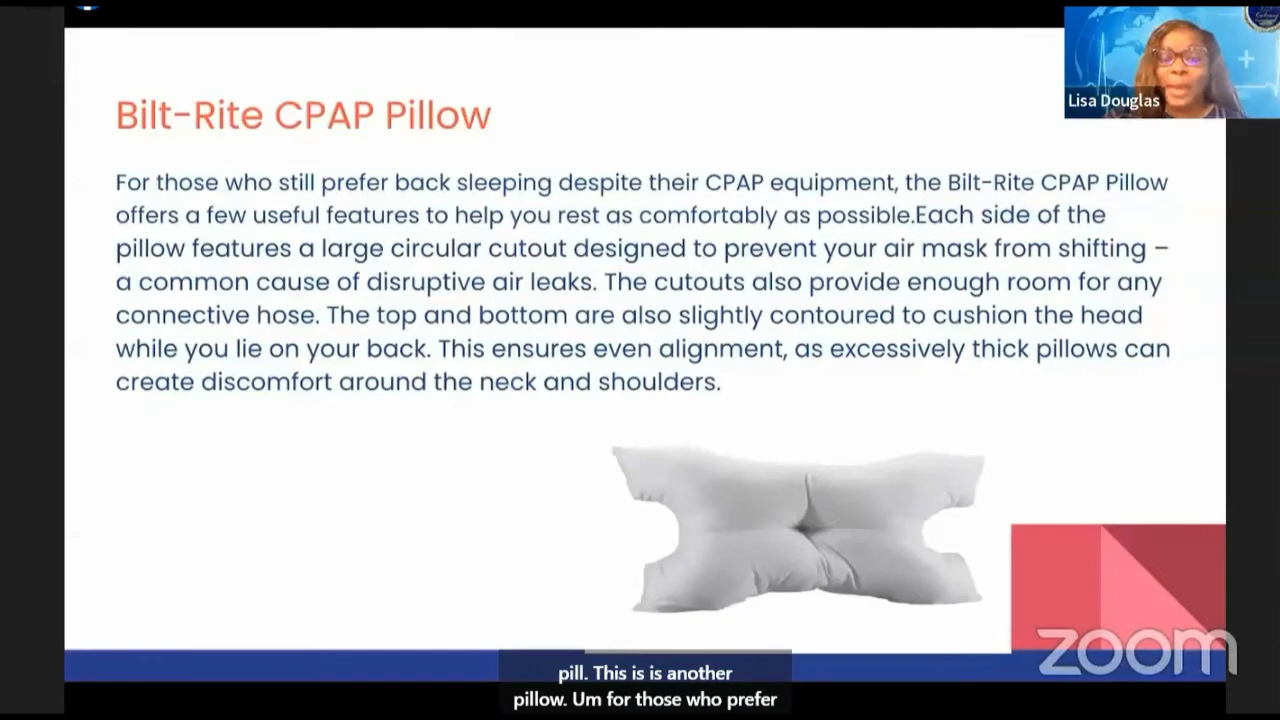 Bilt-Rite CPAP Pillow
For those who still prefer back sleeping despite their CPAP equipment, the Bilt-Rite CPAP Pillow
offers a few useful features to help you rest as comfortably as possible.Each side of the
pillow features a large circular cutout designed to prevent your air mask from shifting –
a common cause of disruptive air leaks. The cutouts also provide enough room for any
connective hose. The top and bottom are also slightly contoured to cushion the head
while you lie on your back. This ensures even alignment, as excessively thick pillows can
create discomfort around the neck and shoulders.
Lisa Douglas
zoom
pill. This is is another
pillow. Um for those who prefer